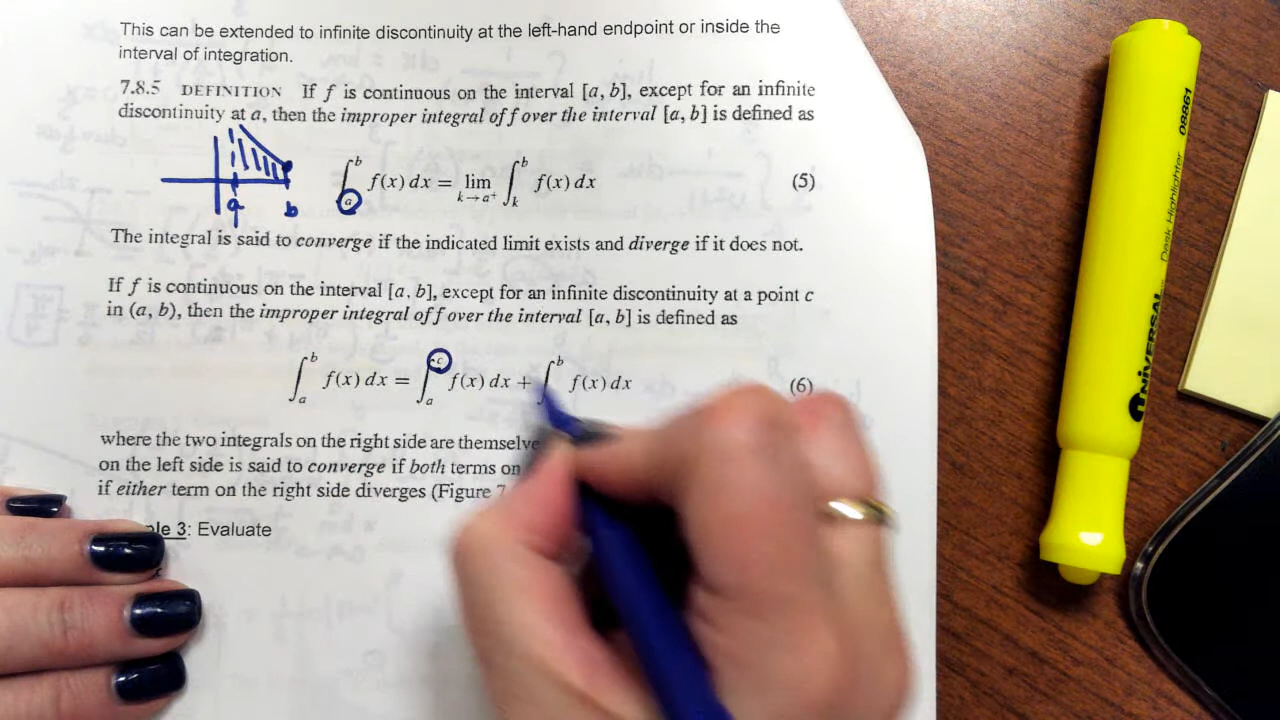 This can be extended to infinite discontinuity at the left-hand endpoint or inside the
interval of integration.
7.8.5 DEFINITION If f is continuous on the interval [a, b], except for an infinite
discontinuity at a, then the improper integral of f over the interval [a, b] is defined as
∫_a^b f(x) dx = lim_{k→a⁺} ∫_k^b f(x) dx (5)
a b
The integral is said to converge if the indicated limit exists and diverge if it does not.
If f is continuous on the interval [a, b], except for an infinite discontinuity at a point c
in (a, b), then the improper integral of f over the interval [a, b] is defined as
∫_a^b f(x) dx = ∫_a^c f(x) dx + ∫^b f(x) dx (6)
where the two integrals on the right side are
on the left side is said to converge if both terms on
if either term on the right side diverges (Figure
3: Evaluate
UNIVERSAL Desk Highlighter 08861